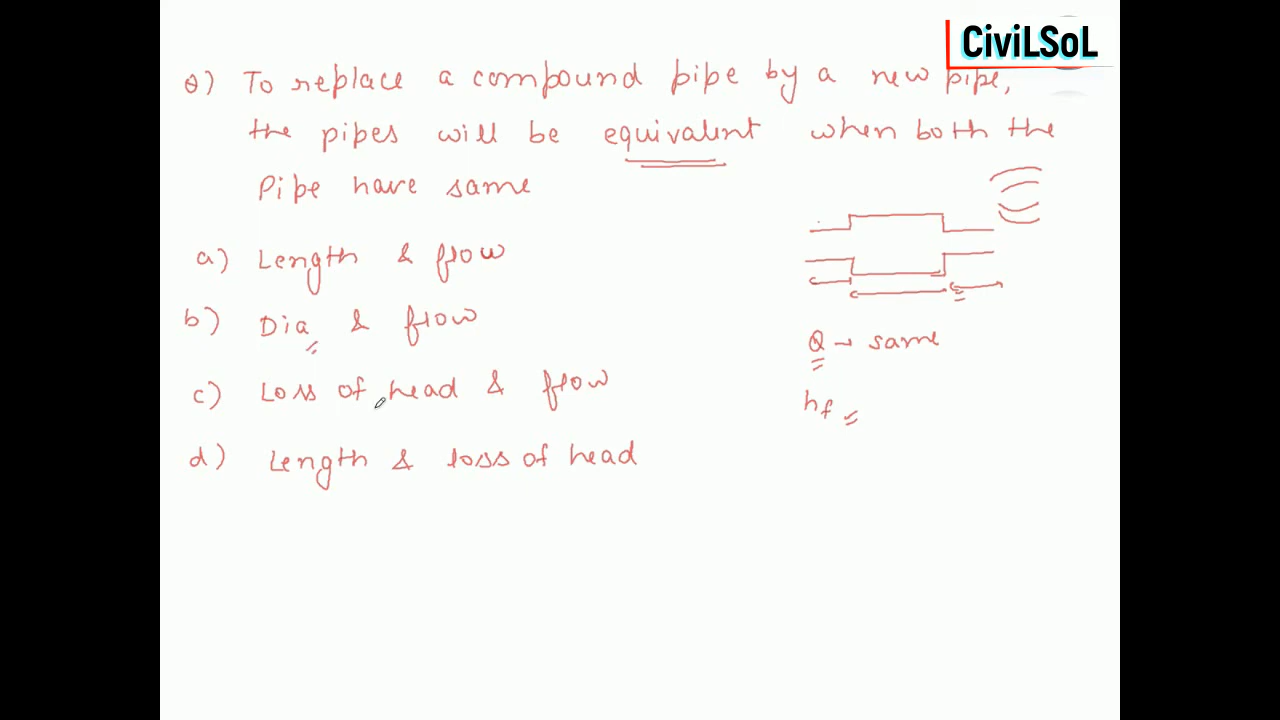 CiviLSoL
Q) To replace a compound pipe by a new pipe,
the pipes will be equivalent when both the
Pipe have same
a) Length & flow
b) Dia & flow
c) Loss of head & flow
d) Length & loss of head
Q → same
hf